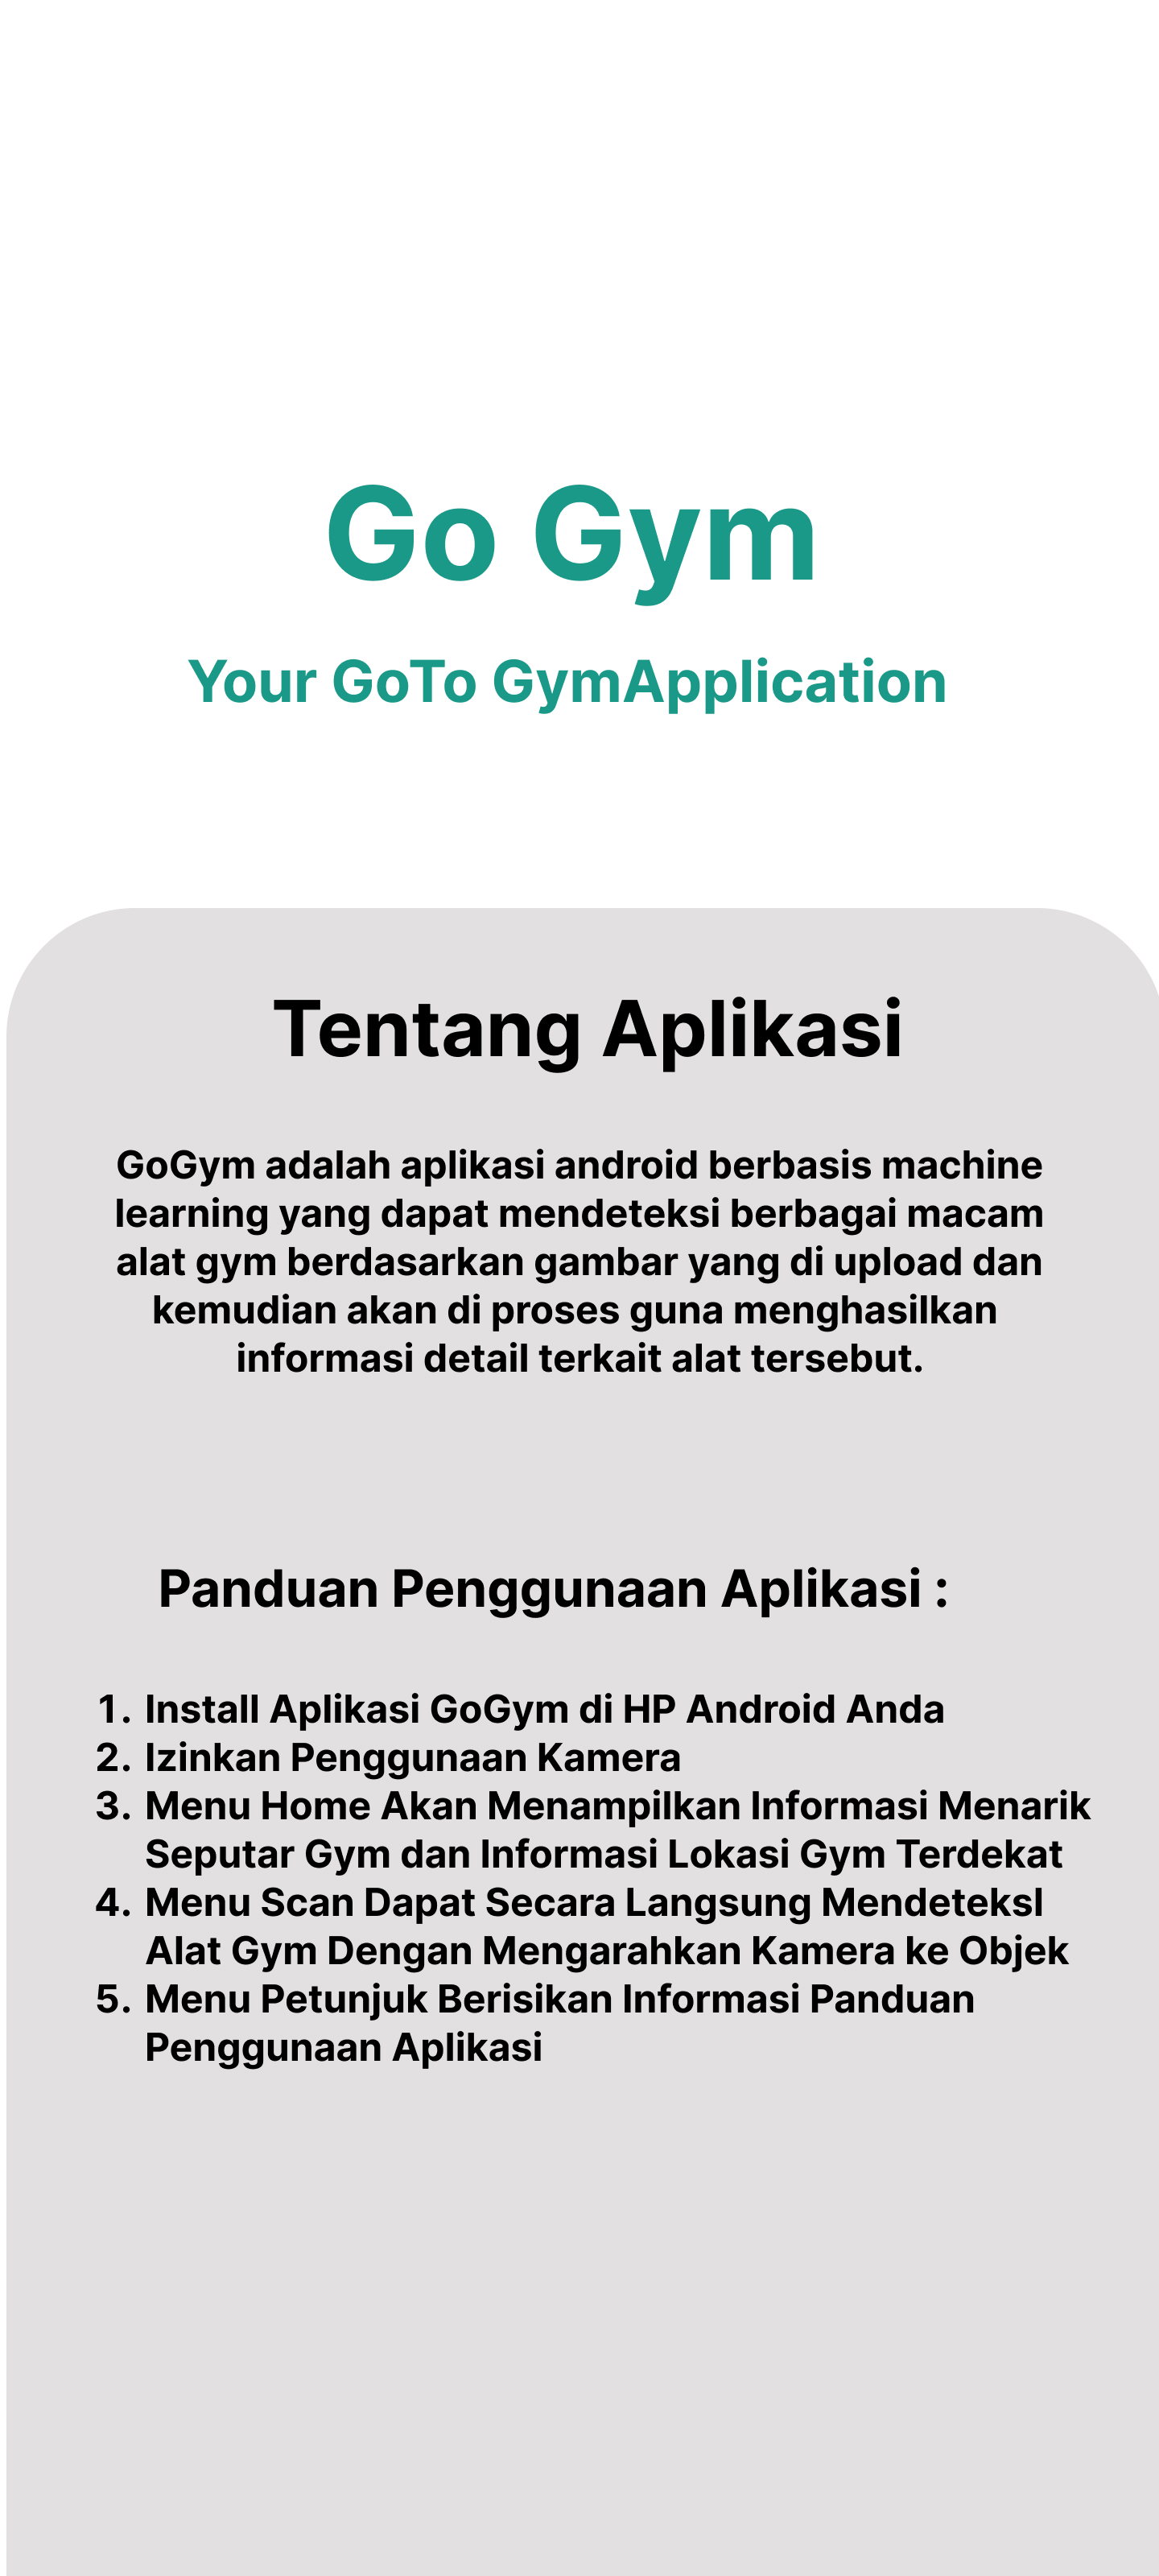 Go Gym
Your GoTo GymApplication
Tentang Aplikasi
GoGym adalah aplikasi android berbasis machine
learning yang dapat mendeteksi berbagai macam
alat gym berdasarkan gambar yang di upload dan
kemudian akan di proses guna menghasilkan
informasi detail terkait alat tersebut.
Panduan Penggunaan Aplikasi :
1. Install Aplikasi GoGym di HP Android Anda
2. Izinkan Penggunaan Kamera
3. Menu Home Akan Menampilkan Informasi Menarik
Seputar Gym dan Informasi Lokasi Gym Terdekat
4. Menu Scan Dapat Secara Langsung MendeteksI
Alat Gym Dengan Mengarahkan Kamera ke Objek
5. Menu Petunjuk Berisikan Informasi Panduan
Penggunaan Aplikasi